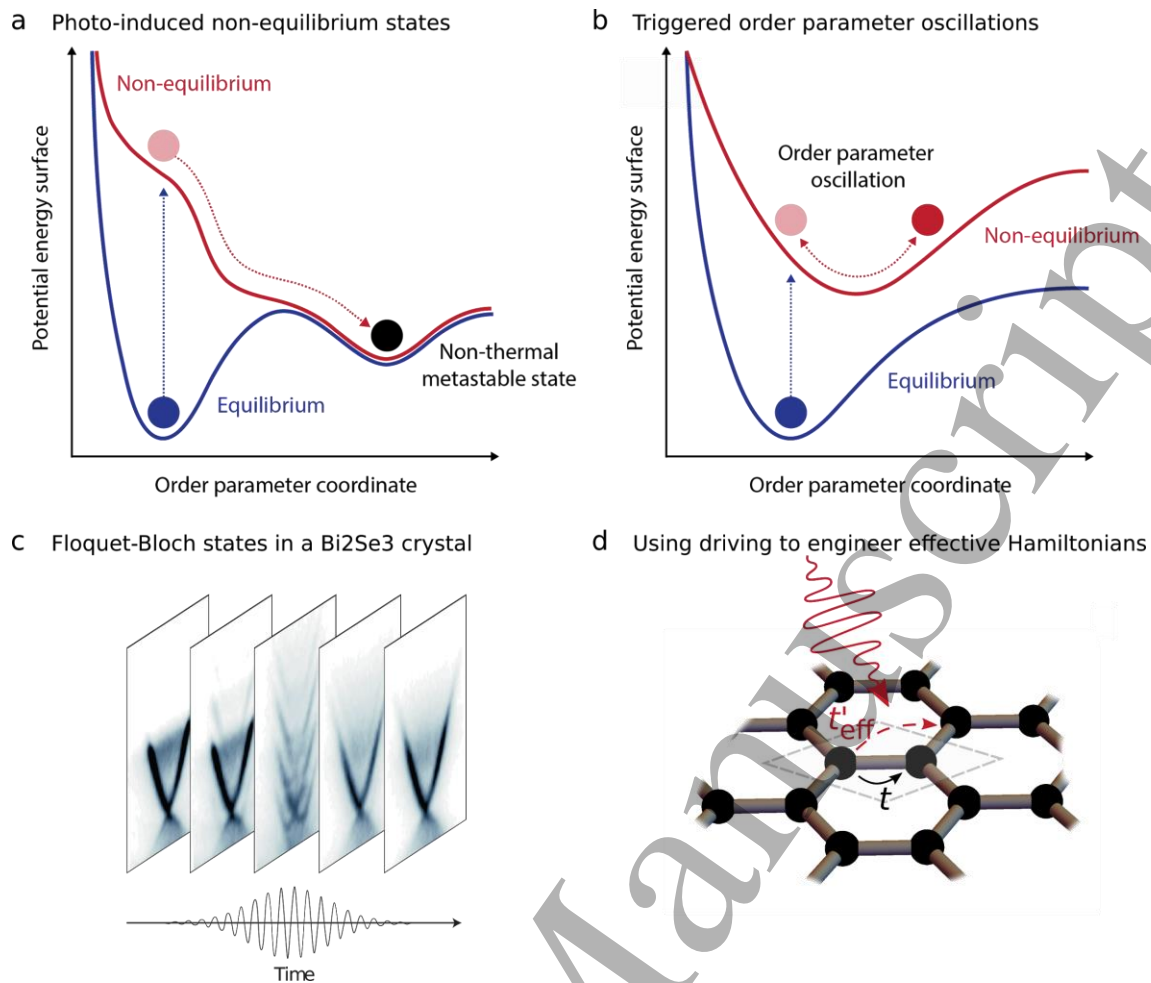 a Photo-induced non-equilibrium states
Non-equilibrium
Potential energy surface
Equilibrium
Non-thermal
metastable state
Order parameter coordinate
b Triggered order parameter oscillations
Potential energy surface
Order parameter
oscillation
Non-equilibrium
Equilibrium
Order parameter coordinate
c Floquet-Bloch states in a Bi2Se3 crystal
Time
d Using driving to engineer effective Hamiltonians
t'eff
t
Manuscript